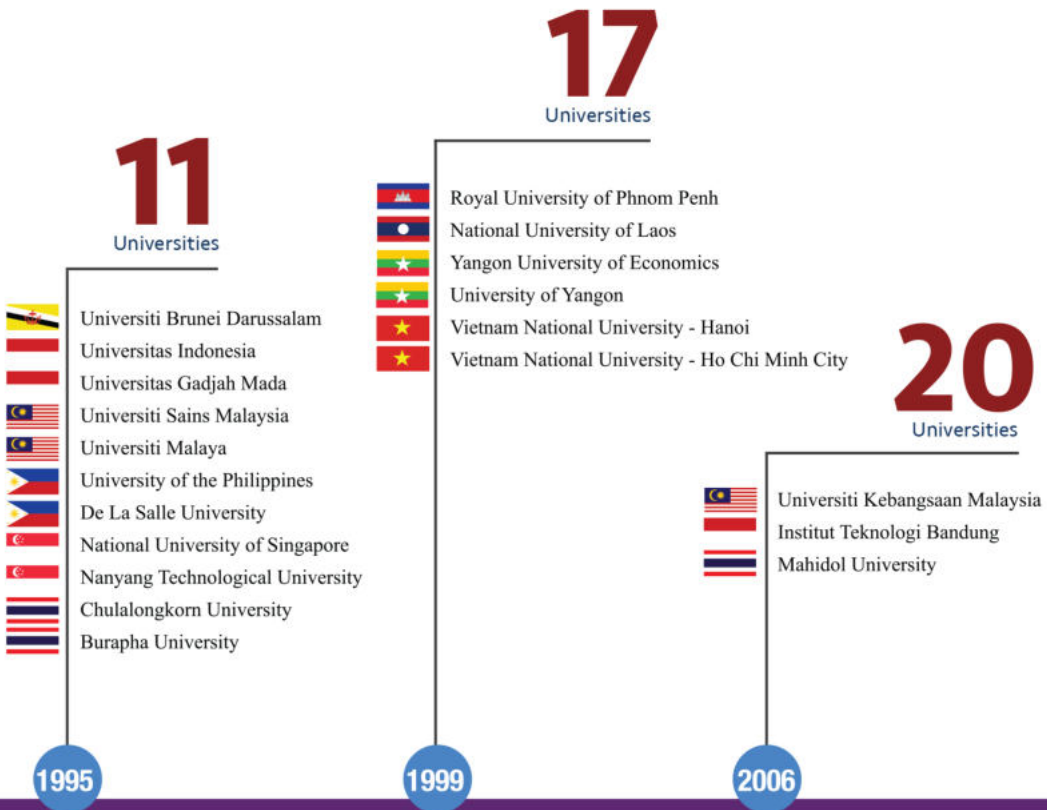 11
Universities
Universiti Brunei Darussalam
Universitas Indonesia
Universitas Gadjah Mada
Universiti Sains Malaysia
Universiti Malaya
University of the Philippines
De La Salle University
National University of Singapore
Nanyang Technological University
Chulalongkorn University
Burapha University
1995
17
Universities
Royal University of Phnom Penh
National University of Laos
Yangon University of Economics
University of Yangon
Vietnam National University - Hanoi
Vietnam National University - Ho Chi Minh City
1999
20
Universities
Universiti Kebangsaan Malaysia
Institut Teknologi Bandung
Mahidol University
2006